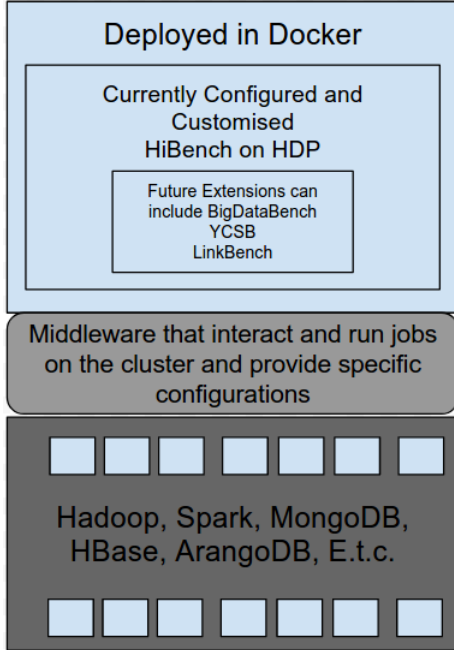 Deployed in Docker
Currently Configured and
Customised
HiBench on HDP
Future Extensions can
include BigDataBench
YCSB
LinkBench
Middleware that interact and run jobs
on the cluster and provide specific
configurations
Hadoop, Spark, MongoDB,
HBase, ArangoDB, E.t.c.